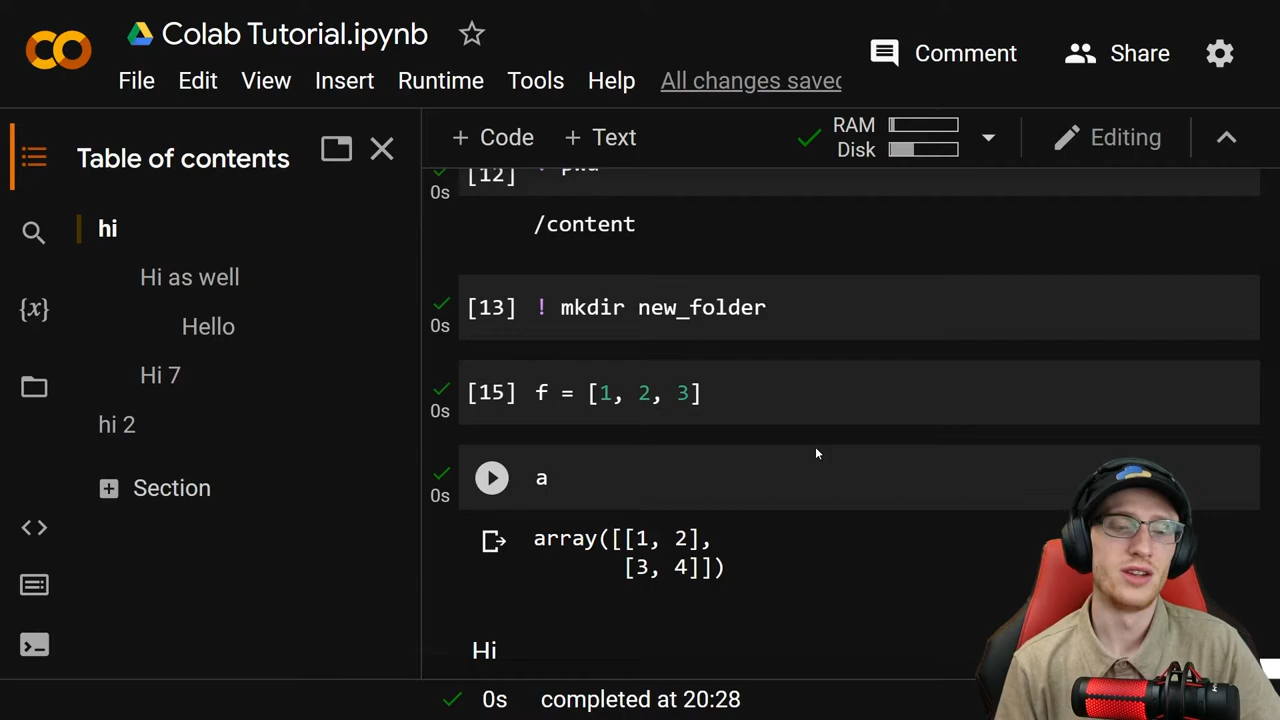 Colab Tutorial.ipynb
Comment
Share
File Edit View Insert Runtime Tools Help All changes saved
Table of contents
+ Code + Text
RAM
Disk
Editing
hi
Hi as well
Hello
Hi 7
hi 2
Section
{x}
[12] ! pwd
0s
/content
[13] ! mkdir new_folder
0s
[15] f = [1, 2, 3]
0s
a
0s
array([[1, 2],
[3, 4]])
Hi
0s completed at 20:28